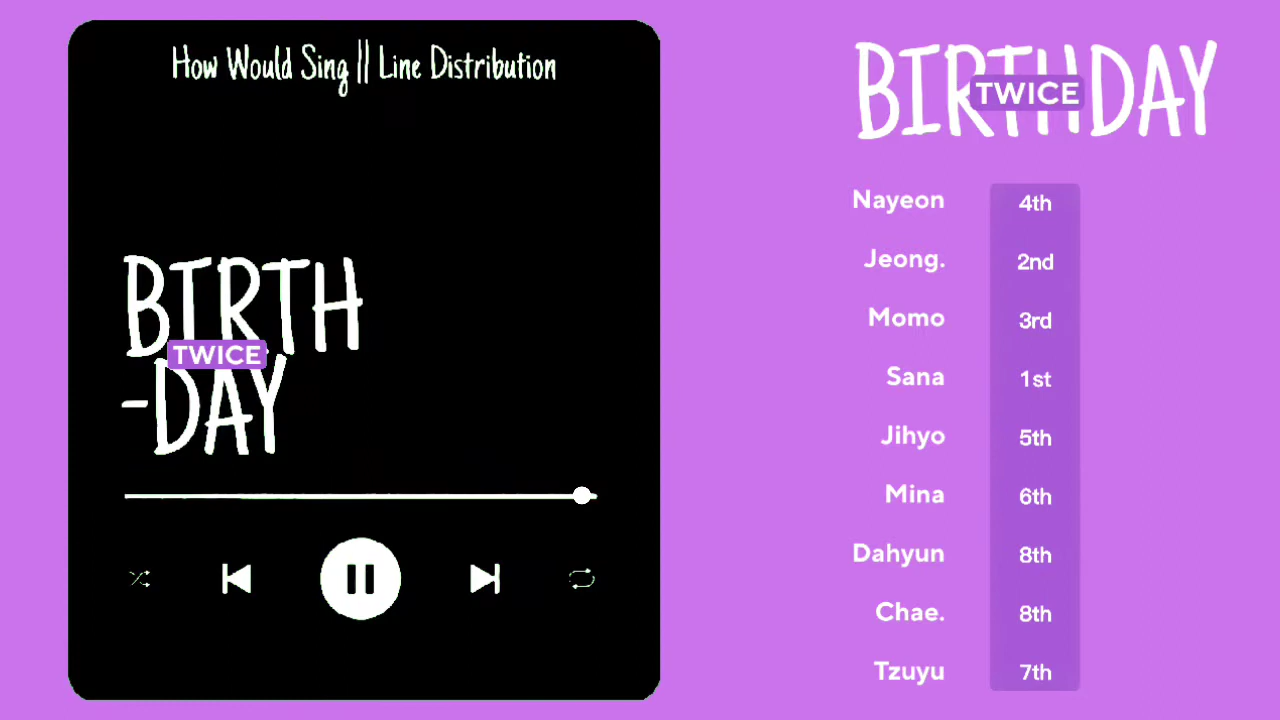 How Would Sing || Line Distribution
BIRTH
TWICE
-DAY
BIRTHDAY
TWICE
Nayeon 4th
Jeong. 2nd
Momo 3rd
Sana 1st
Jihyo 5th
Mina 6th
Dahyun 8th
Chae. 8th
Tzuyu 7th